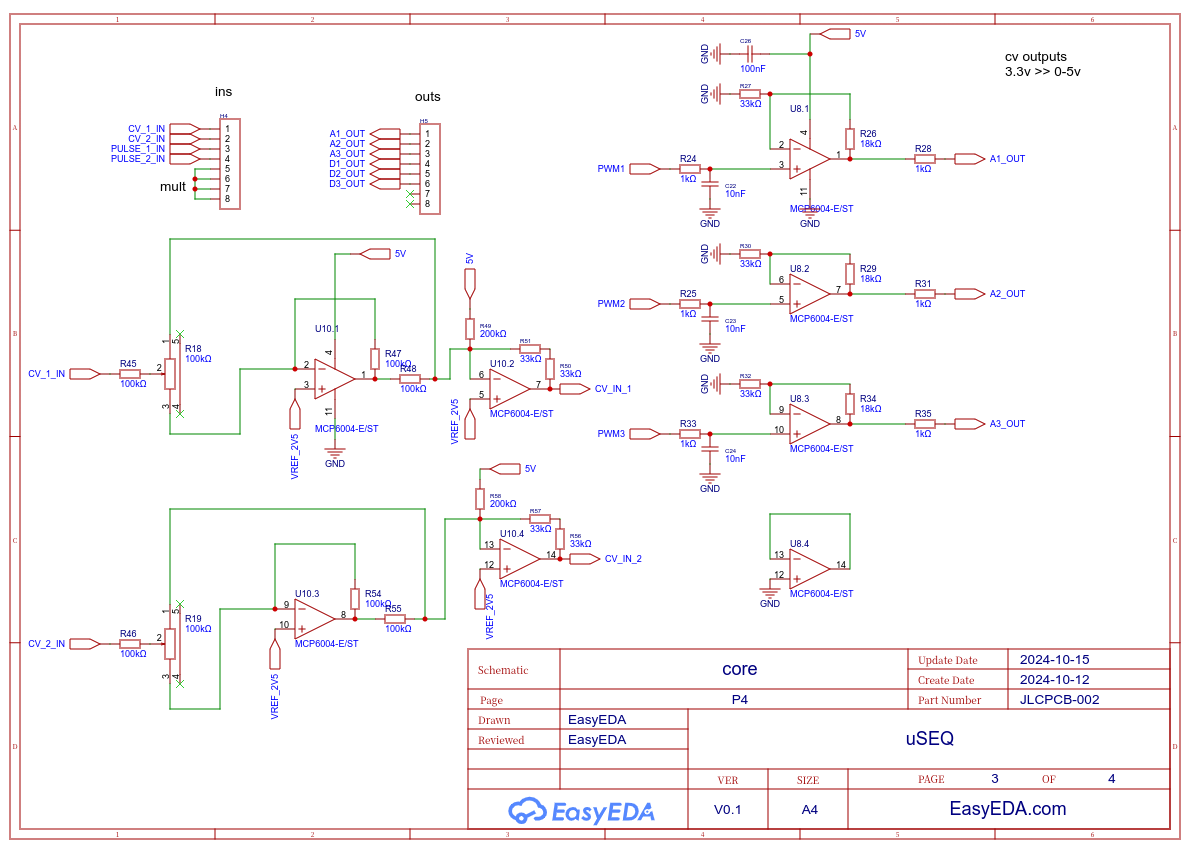 1 2 3 4 5 6
A
B
C
D
A
B
C
D
ins
H4
CV_1_IN 1
CV_2_IN 2
PULSE_1_IN 3
PULSE_2_IN 4
5
6
mult 7
8
outs
H5
A1_OUT 1
A2_OUT 2
A3_OUT 3
D1_OUT 4
D2_OUT 5
D3_OUT 6
7
8
cv outputs
3.3v >> 0-5v
5V
GND
C26
100nF
GND
R27
33kΩ
U8.1
4
2
3
1
11
MCP6004-E/ST
GND
R26
18kΩ
R28
1kΩ
A1_OUT
PWM1
R24
1kΩ
C22
10nF
GND
GND
R30
33kΩ
U8.2
6
5
7
MCP6004-E/ST
R29
18kΩ
R31
1kΩ
A2_OUT
PWM2
R25
1kΩ
C23
10nF
GND
GND
R32
33kΩ
U8.3
9
10
8
MCP6004-E/ST
R34
18kΩ
R35
1kΩ
A3_OUT
PWM3
R33
1kΩ
C24
10nF
GND
U8.4
13
12
14
MCP6004-E/ST
GND
CV_1_IN
R45
100kΩ
1
5
2
3
4
R18
100kΩ
5V
U10.1
4
2
3
1
11
MCP6004-E/ST
GND
VREF_2V5
R47
100kΩ
R48
100kΩ
5V
R49
200kΩ
R51
33kΩ
R50
33kΩ
U10.2
6
5
7
MCP6004-E/ST
VREF_2V5
CV_IN_1
CV_2_IN
R46
100kΩ
1
5
2
3
4
R19
100kΩ
U10.3
9
10
8
MCP6004-E/ST
VREF_2V5
R54
100kΩ
R55
100kΩ
5V
R58
200kΩ
R57
33kΩ
R56
33kΩ
U10.4
13
12
14
MCP6004-E/ST
VREF_2V5
CV_IN_2
Schematic core Update Date 2024-10-15
Create Date 2024-10-12
Page P4 Part Number JLCPCB-002
Drawn EasyEDA
Reviewed EasyEDA
uSEQ
VER SIZE PAGE 3 OF 4
EasyEDA V0.1 A4 EasyEDA.com
1 2 3 4 5 6